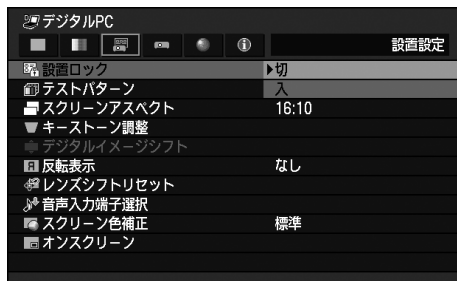 デジタルPC
設置設定
設置ロック ▶切
入
テストパターン
スクリーンアスペクト 16:10
キーストーン調整
デジタルイメージシフト
反転表示 なし
レンズシフトリセット
音声入力端子選択
スクリーン色補正 標準
オンスクリーン